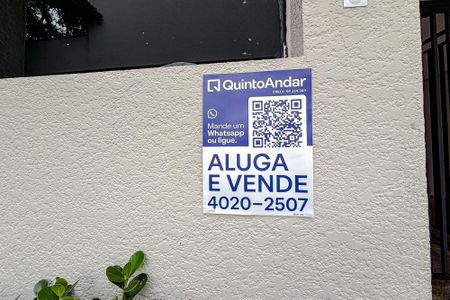 QuintoAndar
Mande um
Whatsapp
ou ligue.
ALUGA
E VENDE
4020-2507